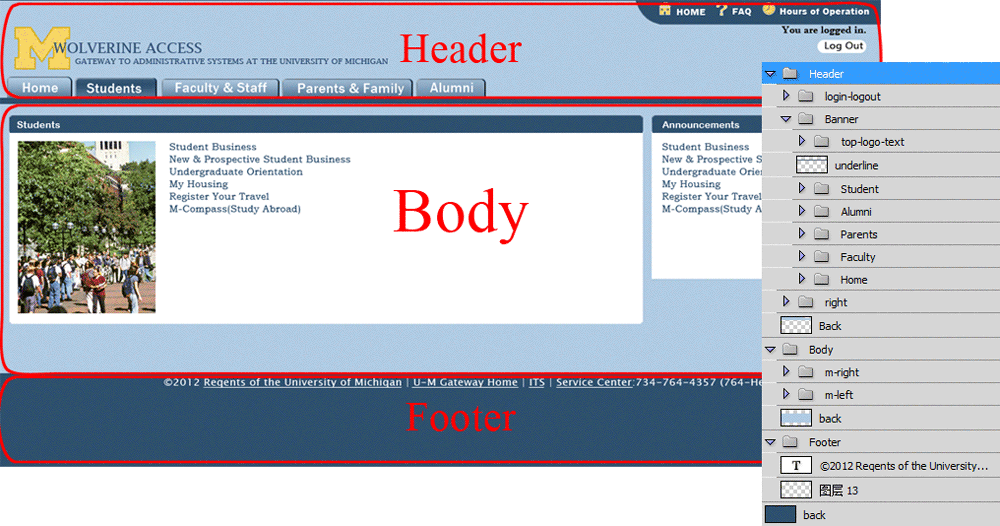 HOME FAQ Hours of Operation
You are logged in.
Log Out
M WOLVERINE ACCESS
GATEWAY TO ADMINISTRATIVE SYSTEMS AT THE UNIVERSITY OF MICHIGAN
Header
Home Students Faculty & Staff Parents & Family Alumni
Students
Student Business
New & Prospective Student Business
Undergraduate Orientation
My Housing
Register Your Travel
M-Compass(Study Abroad)
Body
Announcements
Student Business
New & Prospective S
Undergraduate Orien
My Housing
Register Your Travel
M-Compass(Study A
©2012 Regents of the University of Michigan | U-M Gateway Home | ITS | Service Center:734-764-4357 (764-He
Footer
Header
login-logout
Banner
top-logo-text
underline
Student
Alumni
Parents
Faculty
Home
right
Back
Body
m-right
m-left
back
Footer
T ©2012 Regents of the University...
图层 13
back